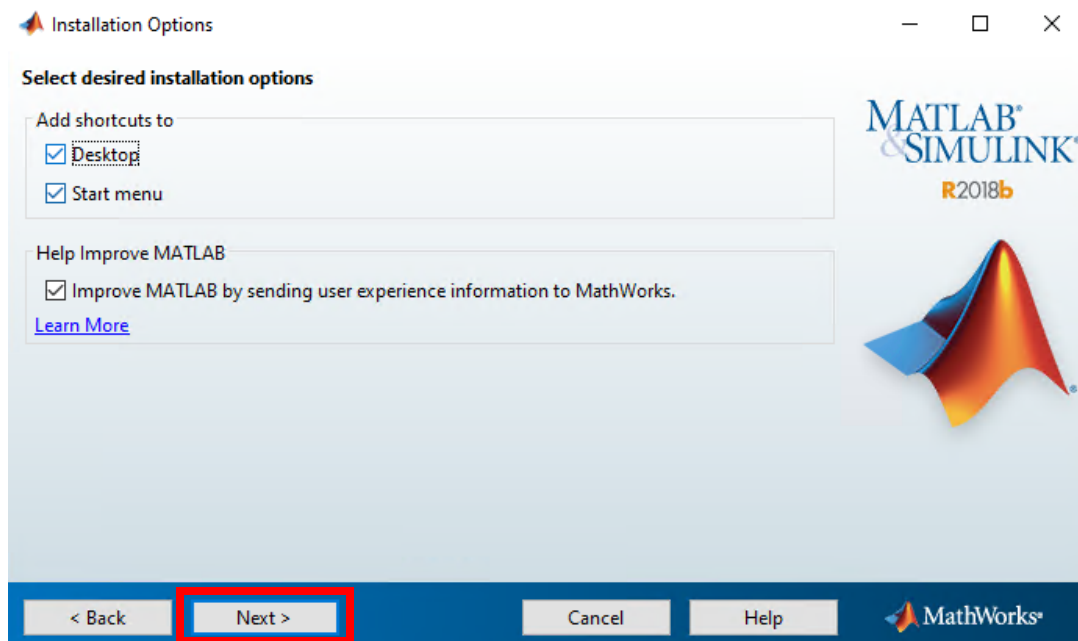 Installation Options
Select desired installation options
Add shortcuts to
Desktop
Start menu
Help Improve MATLAB
Improve MATLAB by sending user experience information to MathWorks.
Learn More
MATLAB®
&SIMULINK®
R2018b
®
< Back
Next >
Cancel
Help
MathWorks®